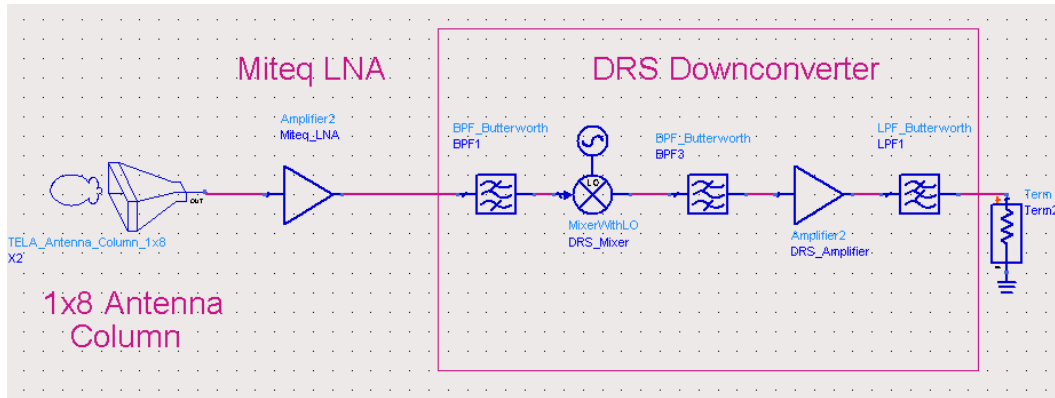 Miteq LNA
DRS Downconverter
Amplifier2
Miteq_LNA
BPF_Butterworth
BPF1
BPF_Butterworth
BPF3
LPF_Butterworth
LPF1
LO
OUT
TELA_Antenna_Column_1x8
X2
MixerWithLO
DRS_Mixer
Amplifier2
DRS_Amplifier
Term
Term2
1x8 Antenna
Column